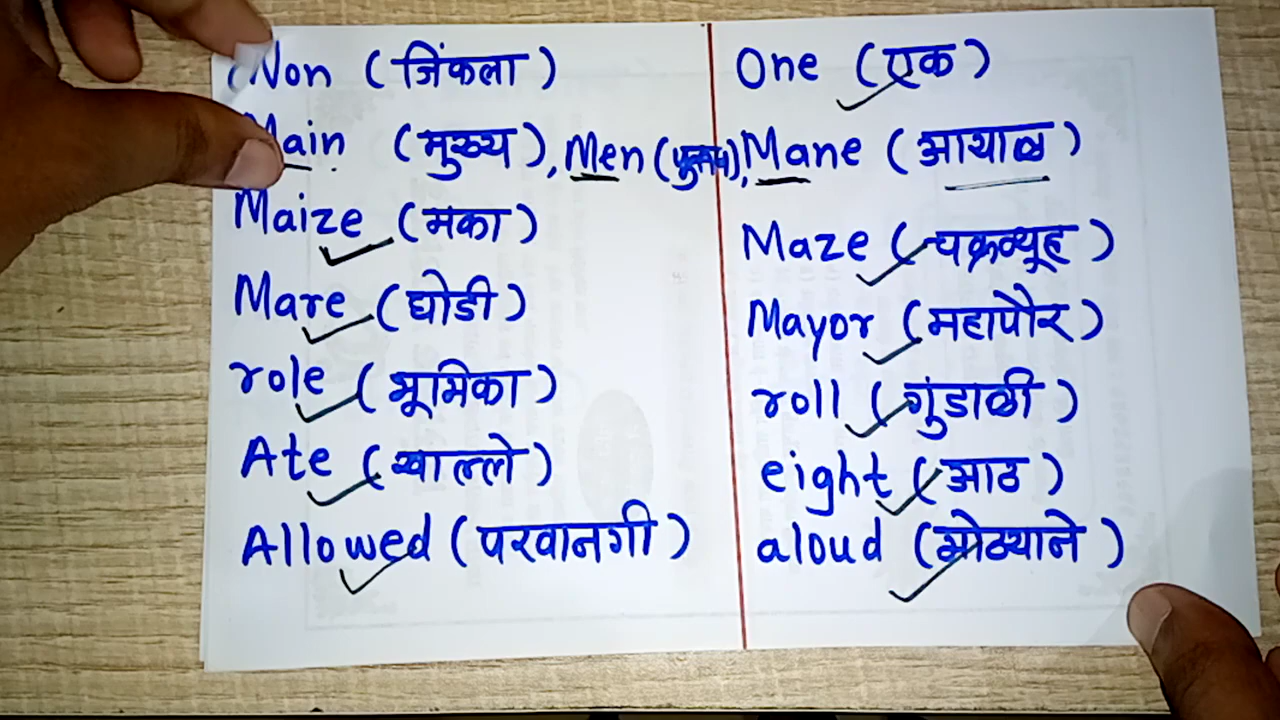 Won (जिंकला) One (एक)
Main (मुख्य), Men (पुरुष), Mane (आयाळ)
Maize (मका) Maze (चक्रव्यूह)
Mare (घोडी) Mayor (महापौर)
role (भूमिका) roll (गुंडाळी)
Ate (खाल्ले) eight (आठ)
Allowed (परवानगी) aloud (मोठ्याने)